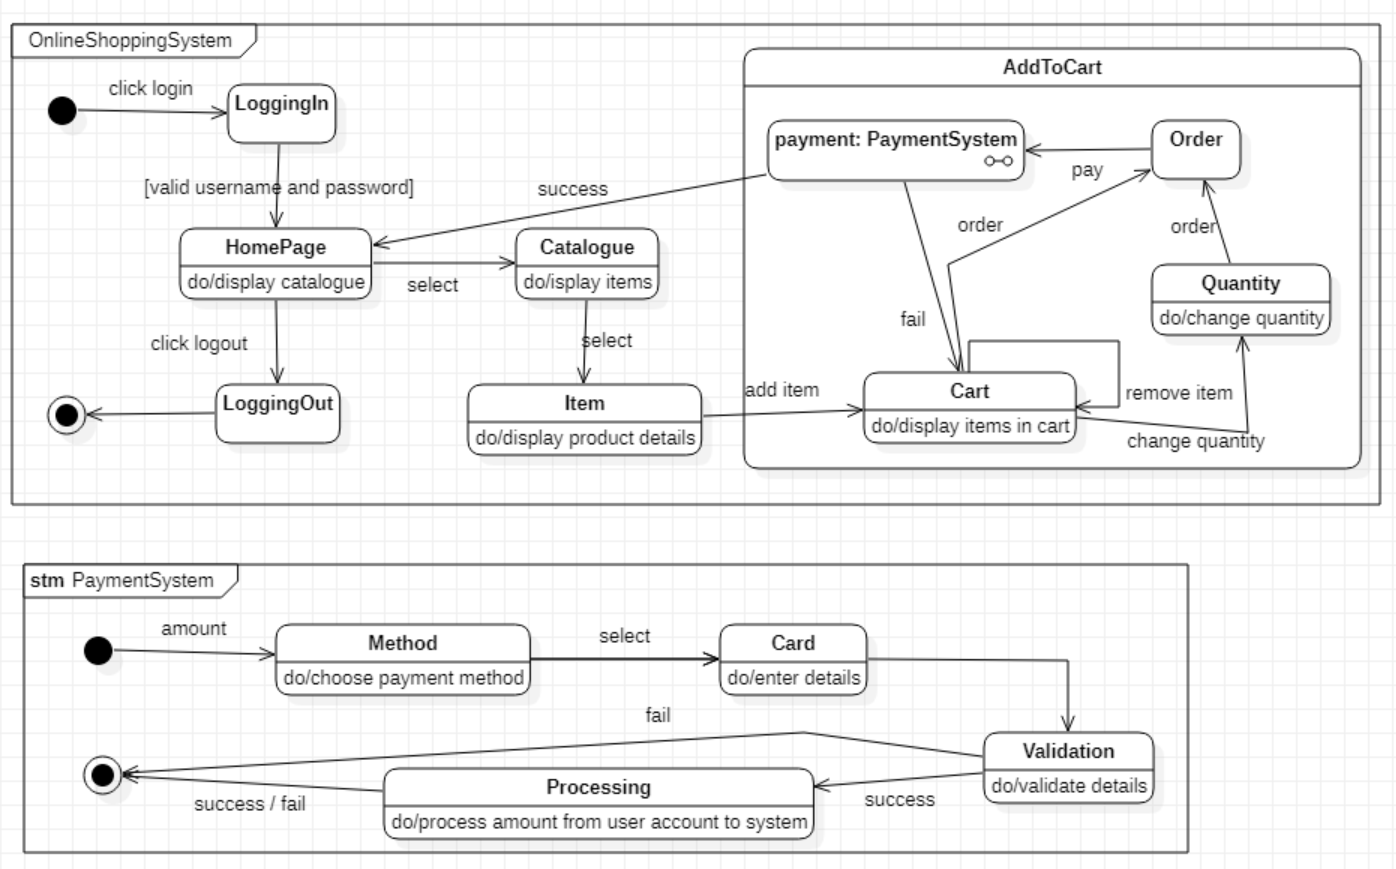 OnlineShoppingSystem
click login
LoggingIn
[valid username and password]
HomePage
do/display catalogue
select
Catalogue
do/isplay items
success
click logout
LoggingOut
select
Item
do/display product details
add item
AddToCart
payment: PaymentSystem
pay
Order
order
order
Quantity
do/change quantity
fail
Cart
do/display items in cart
remove item
change quantity
stm PaymentSystem
amount
Method
do/choose payment method
select
Card
do/enter details
fail
Validation
do/validate details
success
Processing
do/process amount from user account to system
success / fail